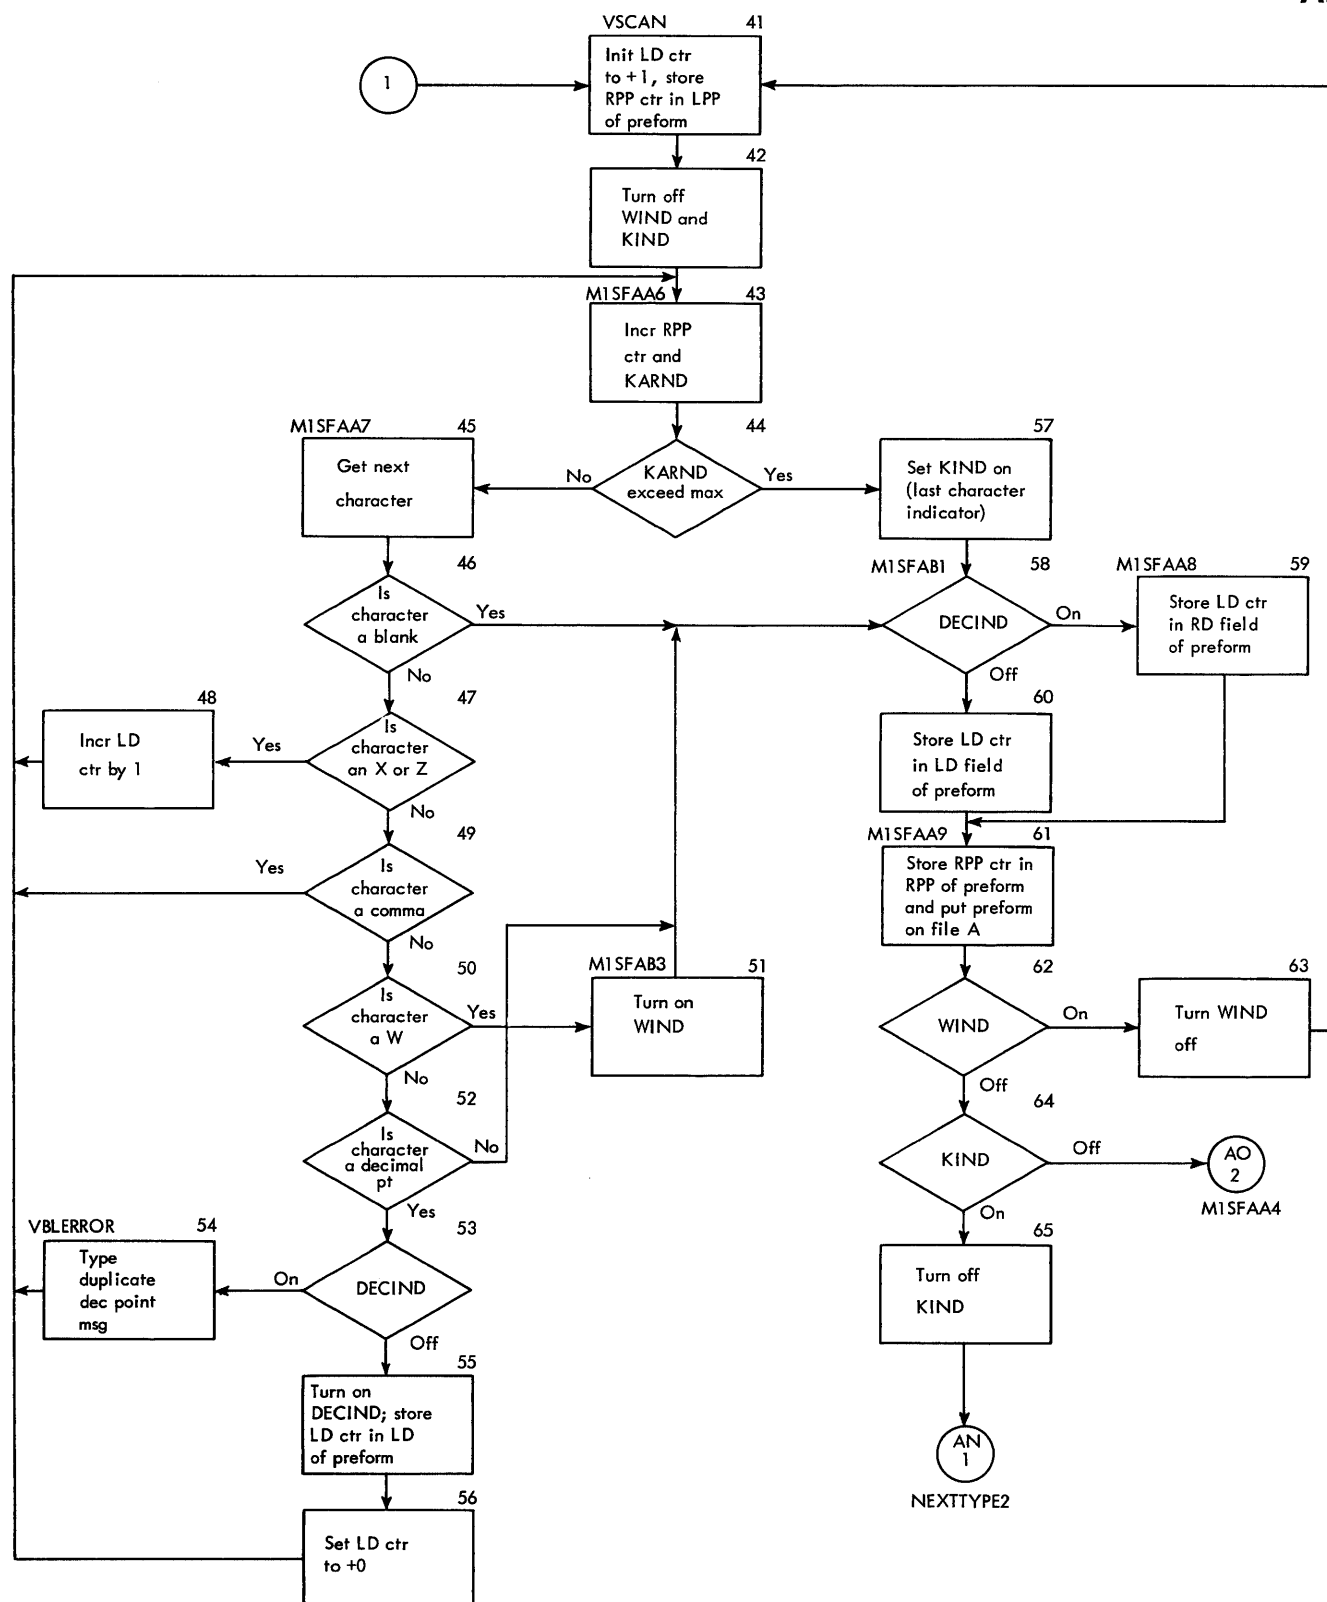 VSCAN 41
1
Init LD ctr
to +1, store
RPP ctr in LPP
of preform
42
Turn off
WIND and
KIND
M1SFAA6 43
Incr RPP
ctr and
KARND
44
KARND
exceed max
No
Yes
M1SFAA7 45
Get next
character
57
Set KIND on
(last character
indicator)
46
Is
character
a blank
Yes
No
M1SFAB1 58
DECIND
On
Off
M1SFAA8 59
Store LD ctr
in RD field
of preform
47
Is
character
an X or Z
Yes
No
48
Incr LD
ctr by 1
60
Store LD ctr
in LD field
of preform
49
Is
character
a comma
Yes
No
M1SFAA9 61
Store RPP ctr in
RPP of preform
and put preform
on file A
50
Is
character
a W
Yes
No
M1SFAB3 51
Turn on
WIND
62
WIND
On
Off
63
Turn WIND
off
52
Is
character
a decimal
pt
No
Yes
64
KIND
Off
On
AO
2
M1SFAA4
53
DECIND
On
Off
VBLERROR 54
Type
duplicate
dec point
msg
65
Turn off
KIND
55
Turn on
DECIND; store
LD ctr in LD
of preform
AN
1
NEXTTYPE2
56
Set LD ctr
to +0